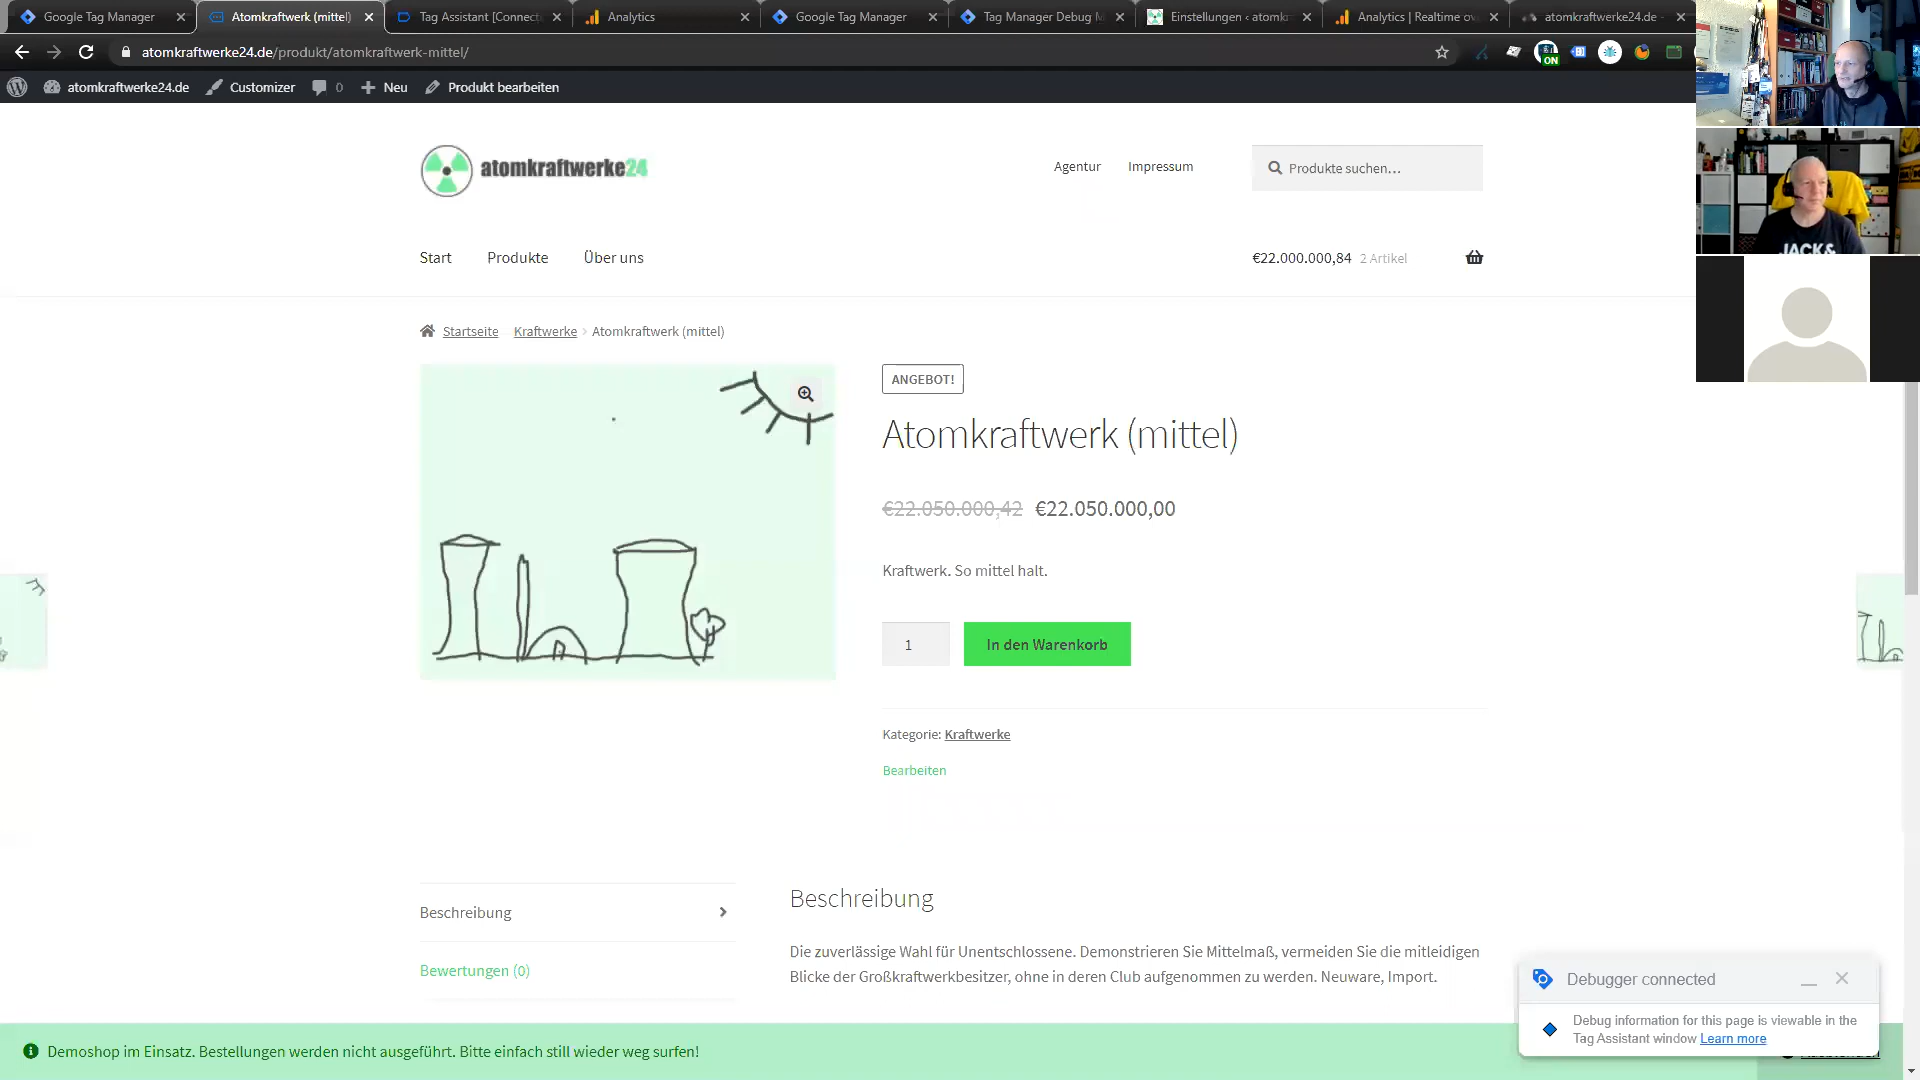 Google Tag Manager
Atomkraftwerk (mittel)
Tag Assistant [Connect
Analytics
Google Tag Manager
Tag Manager Debug M
Einstellungen ‹ atomk
Analytics | Realtime ov
atomkraftwerke24.de -
atomkraftwerke24.de/produkt/atomkraftwerk-mittel/
ON
atomkraftwerke24.de
Customizer
0
Neu
Produkt bearbeiten
atomkraftwerke24
Agentur
Impressum
Produkte suchen…
JACK&
Start
Produkte
Über uns
€22.000.000,84 2 Artikel
Startseite
Kraftwerke
Atomkraftwerk (mittel)
ANGEBOT!
Atomkraftwerk (mittel)
€22.050.000,42 €22.050.000,00
Kraftwerk. So mittel halt.
1
In den Warenkorb
Kategorie: Kraftwerke
Bearbeiten
Beschreibung
Bewertungen (0)
Beschreibung
Die zuverlässige Wahl für Unentschlossene. Demonstrieren Sie Mittelmaß, vermeiden Sie die mitleidigen
Blicke der Großkraftwerkbesitzer, ohne in deren Club aufgenommen zu werden. Neuware, Import.
Debugger connected
Debug information for this page is viewable in the
Tag Assistant window Learn more
Demoshop im Einsatz. Bestellungen werden nicht ausgeführt. Bitte einfach still wieder weg surfen!